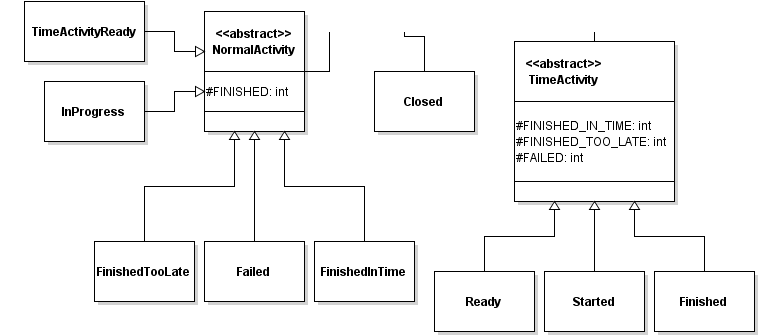 TimeActivityReady
<<abstract>>
NormalActivity
#FINISHED: int
InProgress
Closed
<<abstract>>
TimeActivity
#FINISHED_IN_TIME: int
#FINISHED_TOO_LATE: int
#FAILED: int
FinishedTooLate
Failed
FinishedInTime
Ready
Started
Finished